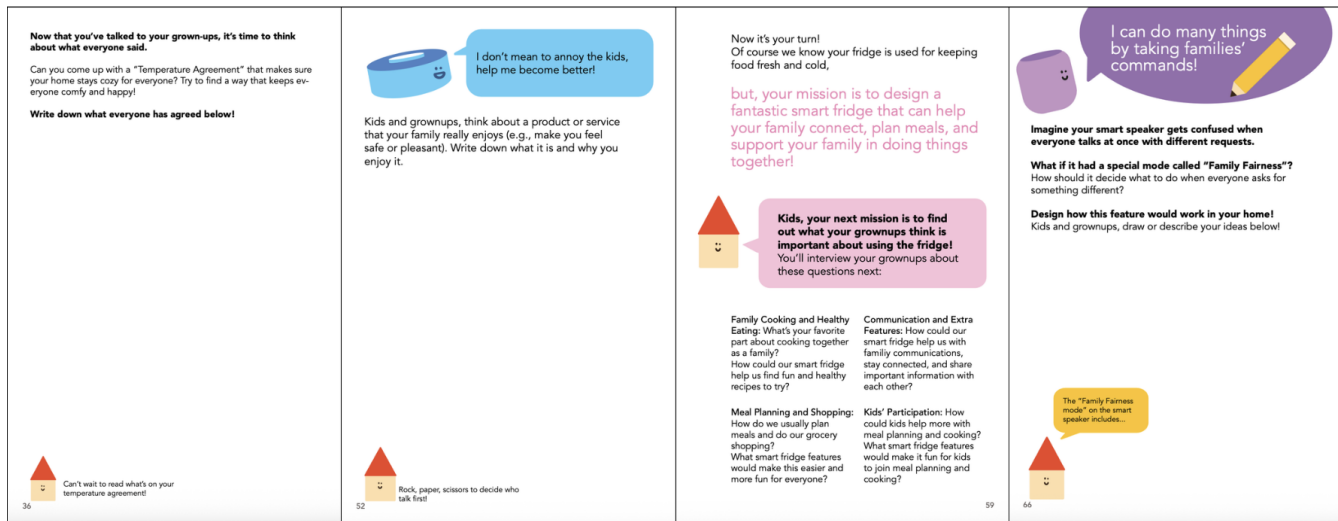 Now that you've talked to your grown-ups, it's time to think
about what everyone said.
Can you come up with a "Temperature Agreement" that makes sure
your home stays cozy for everyone? Try to find a way that keeps ev-
eryone comfy and happy!
Write down what everyone has agreed below!
Can't wait to read what's on your
temperature agreement!
36
I don't mean to annoy the kids,
help me become better!
Kids and grownups, think about a product or service
that your family really enjoys (e.g., make you feel
safe or pleasant). Write down what it is and why you
enjoy it.
Rock, paper, scissors to decide who
talk first!
52
Now it's your turn!
Of course we know your fridge is used for keeping
food fresh and cold,
but, your mission is to design a
fantastic smart fridge that can help
your family connect, plan meals, and
support your family in doing things
together!
Kids, your next mission is to find
out what your grownups think is
important about using the fridge!
You'll interview your grownups about
these questions next:
Family Cooking and Healthy
Eating: What's your favorite
part about cooking together
as a family?
How could our smart fridge
help us find fun and healthy
recipes to try?
Communication and Extra
Features: How could our
smart fridge help us with
familiy communications,
stay connected, and share
important information with
each other?
Meal Planning and Shopping:
How do we usually plan
meals and do our grocery
shopping?
What smart fridge features
would make this easier and
more fun for everyone?
Kids' Participation: How
could kids help more with
meal planning and cooking?
What smart fridge features
would make it fun for kids
to join meal planning and
cooking?
59
I can do many things
by taking families'
commands!
Imagine your smart speaker gets confused when
everyone talks at once with different requests.
What if it had a special mode called "Family Fairness"?
How should it decide what to do when everyone asks for
something different?
Design how this feature would work in your home!
Kids and grownups, draw or describe your ideas below!
The "Family Fairness
mode" on the smart
speaker includes...
66